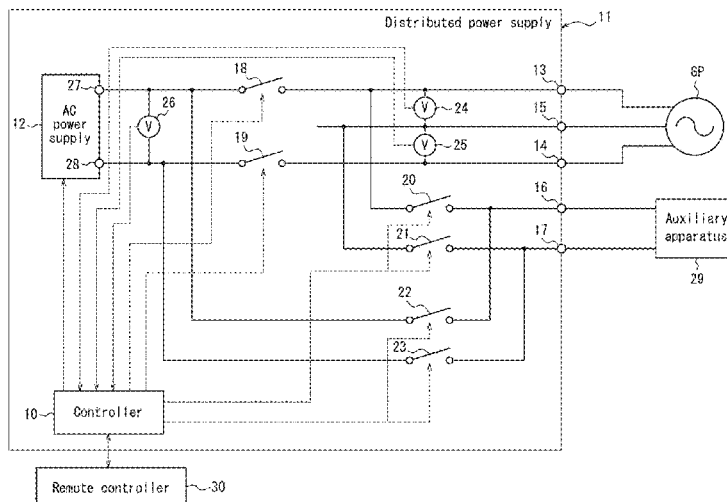 Distributed power supply
11
27
18
13
GP
AC
power
supply
12
26
V
V
24
15
19
V
25
28
14
20
16
21
17
Auxiliary
apparatus
29
22
23
10
Controller
Remote controller
30